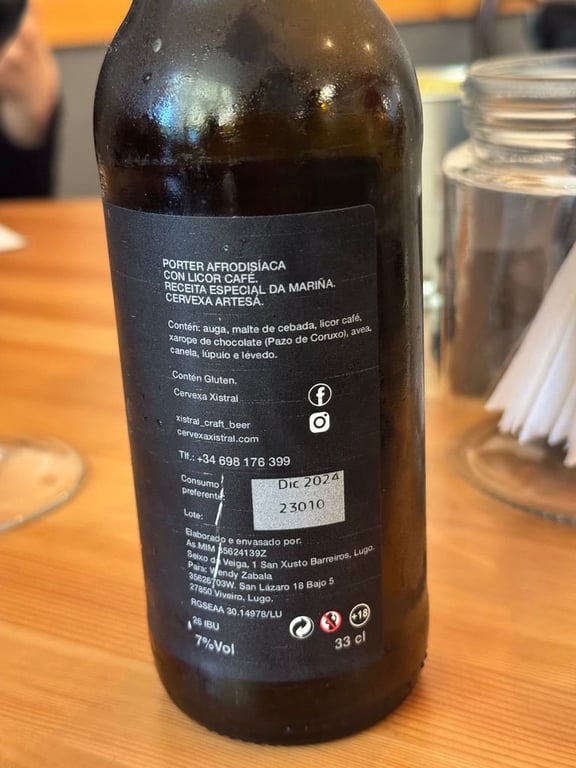 PORTER AFRODISÍACA
CON LICOR CAFÉ.
RECEITA ESPECIAL DA MARIÑA.
CERVEXA ARTESÁ.
Contén: auga, malte de cebada, licor café,
xarope de chocolate (Pazo de Coruxo), avea,
canela, lúpulo e lévedo.
Contén Gluten.
Cervexa Xistral
xistral_craft_beer
cervexaxistral.com
Tlf.: +34 698 176 399
Consumo
preferente:
Dic 2024
Lote:
23010
Elaborado e envasado por:
As.MIM 35624139Z
Seixo da Veiga, 1 San Xusto Barreiros, Lugo.
Para: Wendy Zabala
35626703W. San Lázaro 18 Bajo 5
27850 Viveiro, Lugo.
RGSEAA 30.14978/LU
26 IBU
+18
7%Vol
33 cl